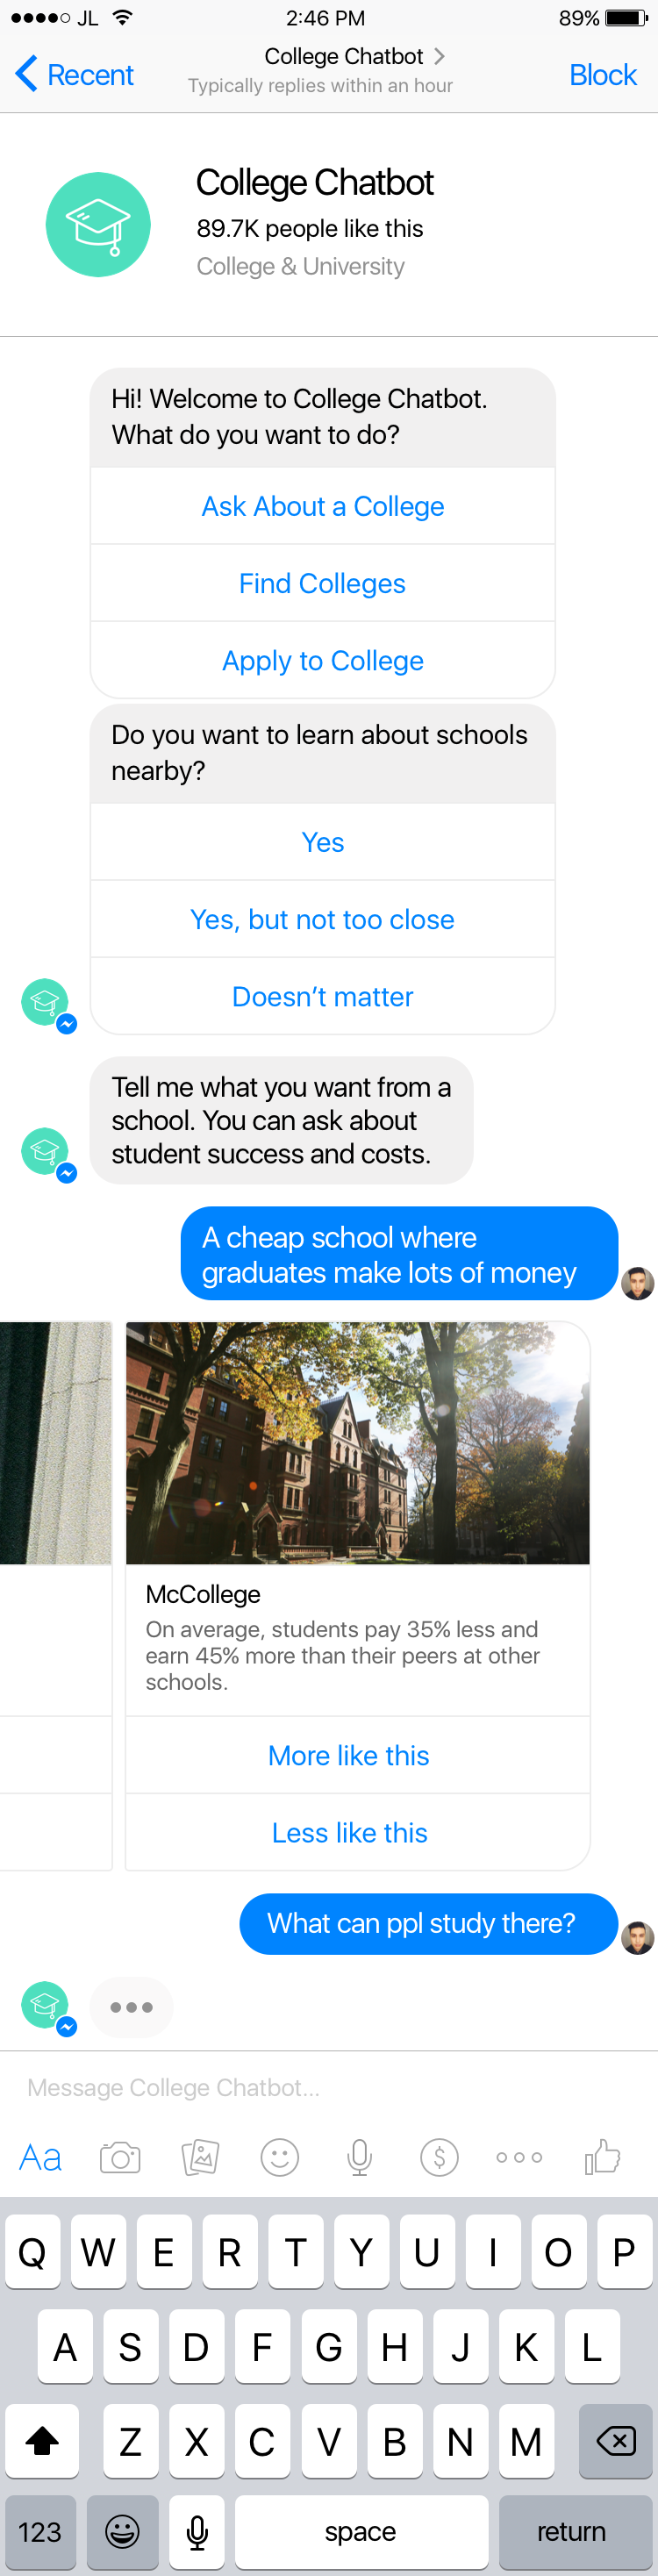 JL 2:46 PM 89%
Recent College Chatbot Block
Typically replies within an hour
College Chatbot
89.7K people like this
College & University
Hi! Welcome to College Chatbot.
What do you want to do?
Ask About a College
Find Colleges
Apply to College
Do you want to learn about schools
nearby?
Yes
Yes, but not too close
Doesn’t matter
Tell me what you want from a
school. You can ask about
student success and costs.
A cheap school where
graduates make lots of money
McCollege
On average, students pay 35% less and
earn 45% more than their peers at other
schools.
More like this
Less like this
What can ppl study there?
Message College Chatbot...
Aa $
Q W E R T Y U I O P
A S D F G H J K L
Z X C V B N M
123 space return